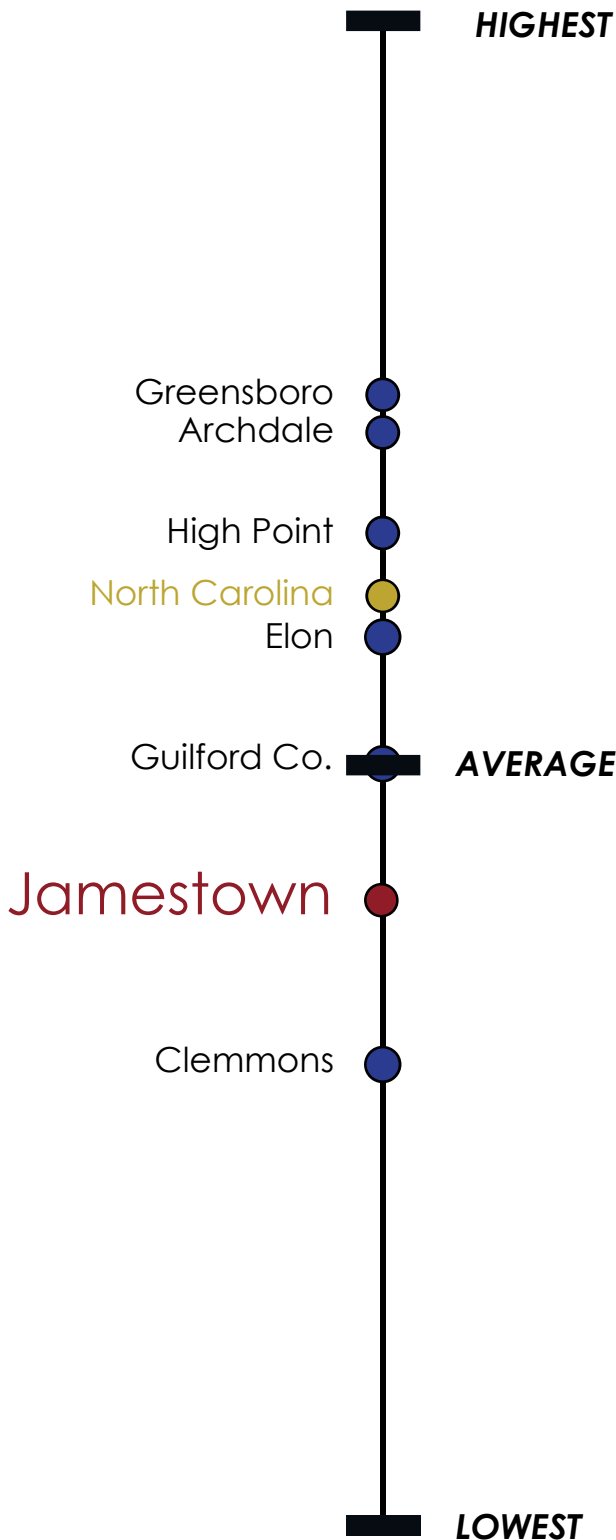 HIGHEST
Greensboro
Archdale
High Point
North Carolina
Elon
Guilford Co.
AVERAGE
Jamestown
Clemmons
LOWEST